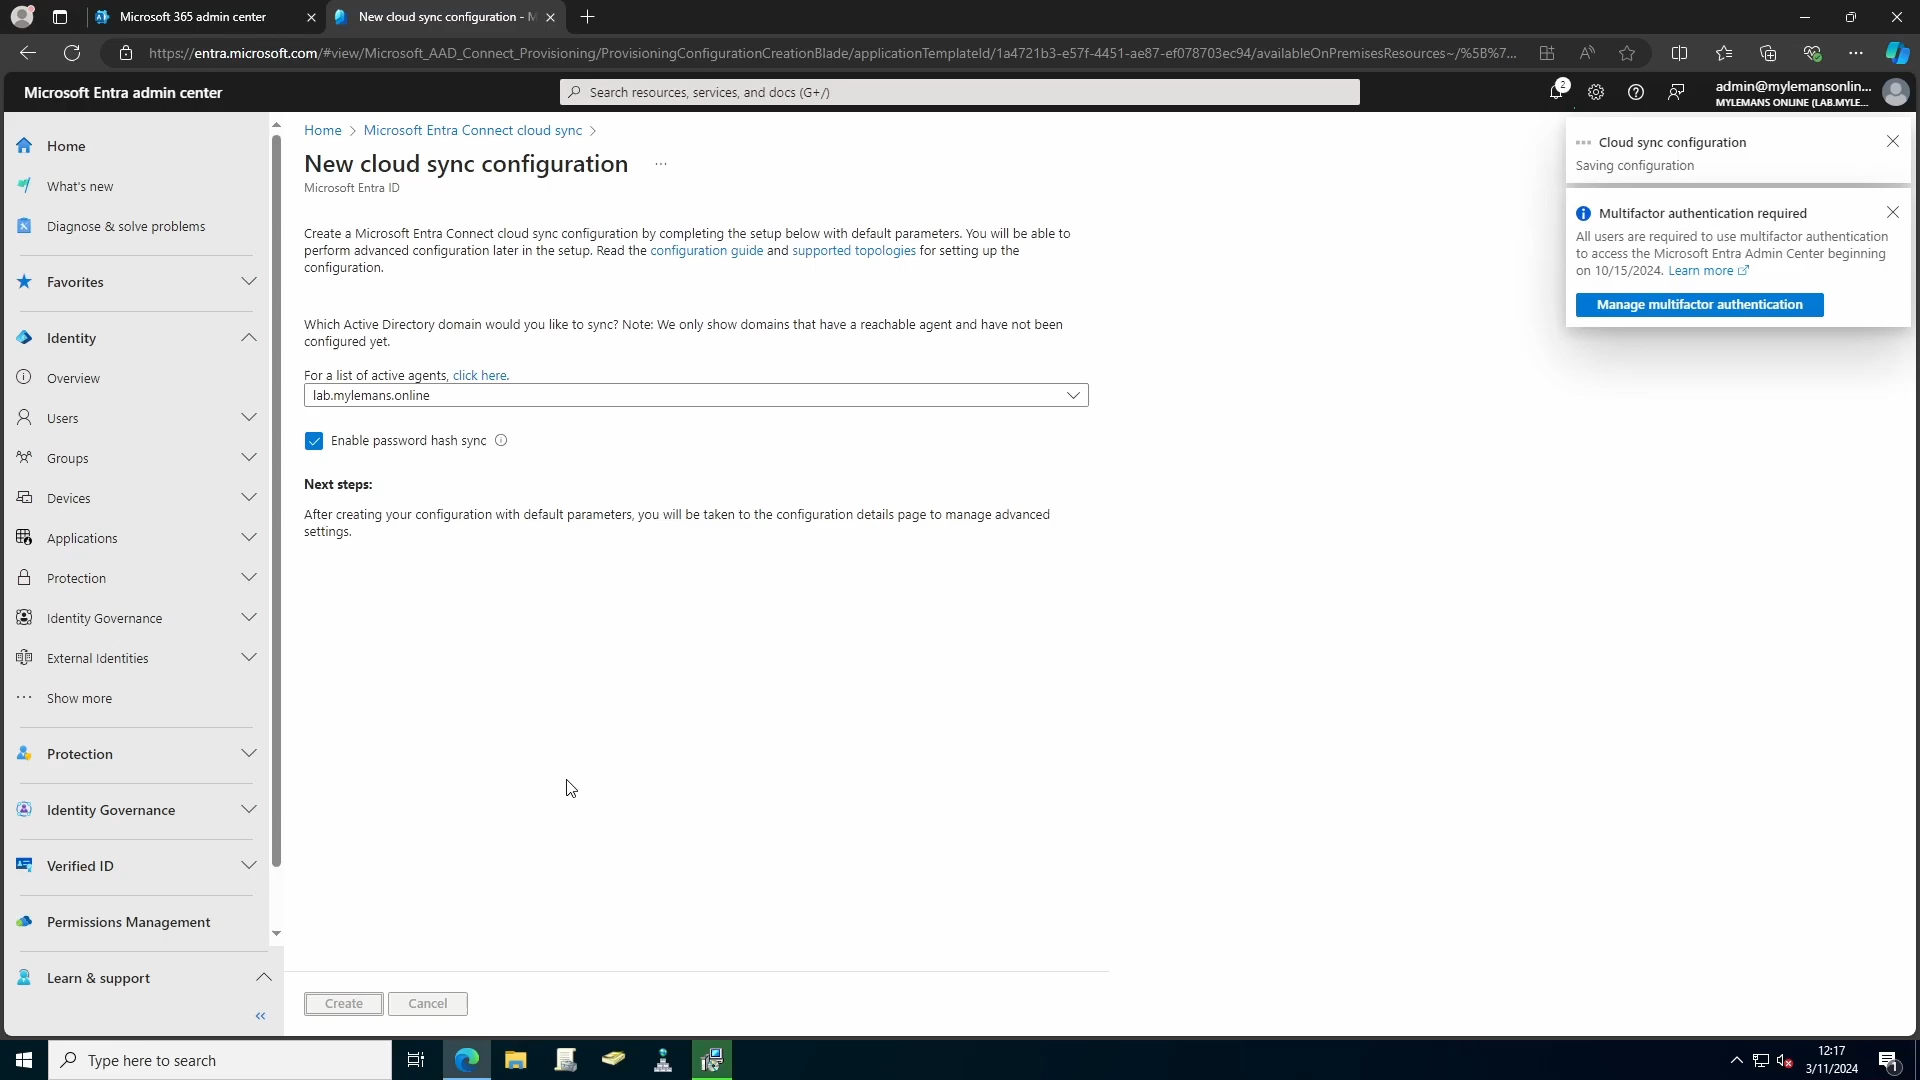 Microsoft 365 admin center
New cloud sync configuration - M
https://entra.microsoft.com/#view/Microsoft_AAD_Connect_Provisioning/ProvisioningConfigurationCreationBlade/applicationTemplateId/1a4721b3-e57f-4451-ae87-ef078703ec94/availableOnPremisesResources~/%5B%7...
Microsoft Entra admin center
Search resources, services, and docs (G+/)
2
admin@mylemansonlin...
MYLEMANS ONLINE (LAB.MYLE...
Home
What's new
Diagnose & solve problems
Favorites
Identity
Overview
Users
Groups
Devices
Applications
Protection
Identity Governance
External Identities
Show more
Protection
Identity Governance
Verified ID
Permissions Management
Learn & support
Home > Microsoft Entra Connect cloud sync >
New cloud sync configuration ...
Microsoft Entra ID
Create a Microsoft Entra Connect cloud sync configuration by completing the setup below with default parameters. You will be able to
perform advanced configuration later in the setup. Read the configuration guide and supported topologies for setting up the
configuration.
Which Active Directory domain would you like to sync? Note: We only show domains that have a reachable agent and have not been
configured yet.
For a list of active agents, click here.
lab.mylemans.online
Enable password hash sync
Next steps:
After creating your configuration with default parameters, you will be taken to the configuration details page to manage advanced
settings.
Create
Cancel
Cloud sync configuration
Saving configuration
Multifactor authentication required
All users are required to use multifactor authentication
to access the Microsoft Entra Admin Center beginning
on 10/15/2024. Learn more
Manage multifactor authentication
Type here to search
12:17
3/11/2024
1